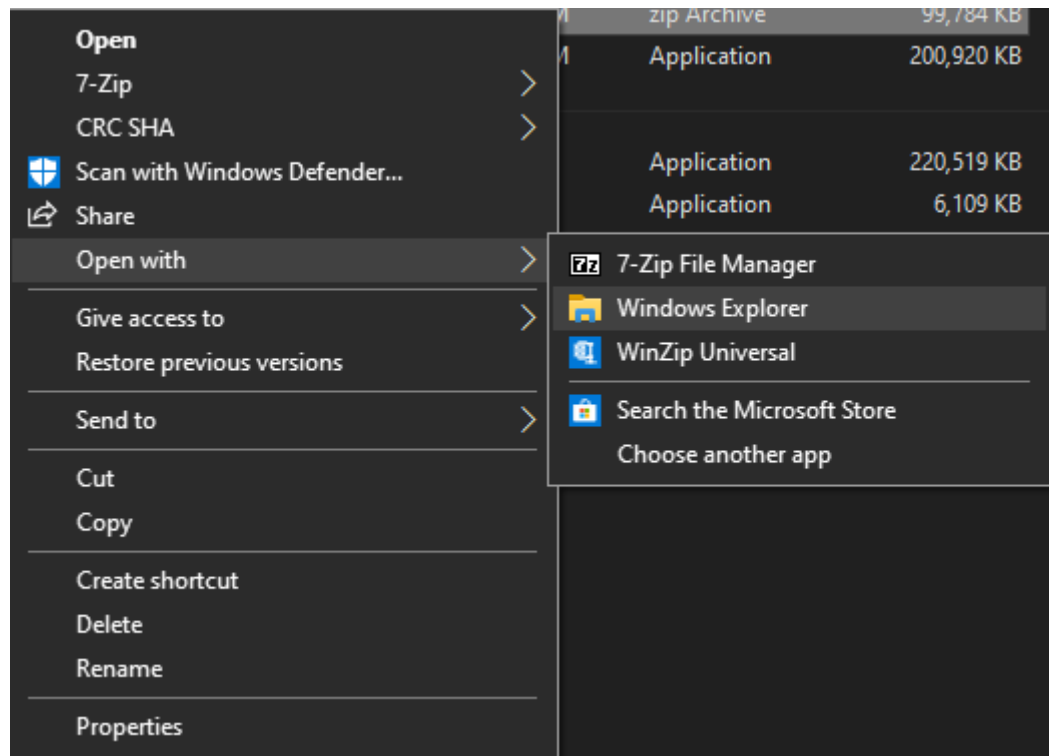 Open
7-Zip
CRC SHA
Scan with Windows Defender...
Share
Open with
Give access to
Restore previous versions
Send to
Cut
Copy
Create shortcut
Delete
Rename
Properties
M zip Archive 99,784 KB
M Application 200,920 KB
Application 220,519 KB
Application 6,109 KB
7-Zip File Manager
Windows Explorer
WinZip Universal
Search the Microsoft Store
Choose another app